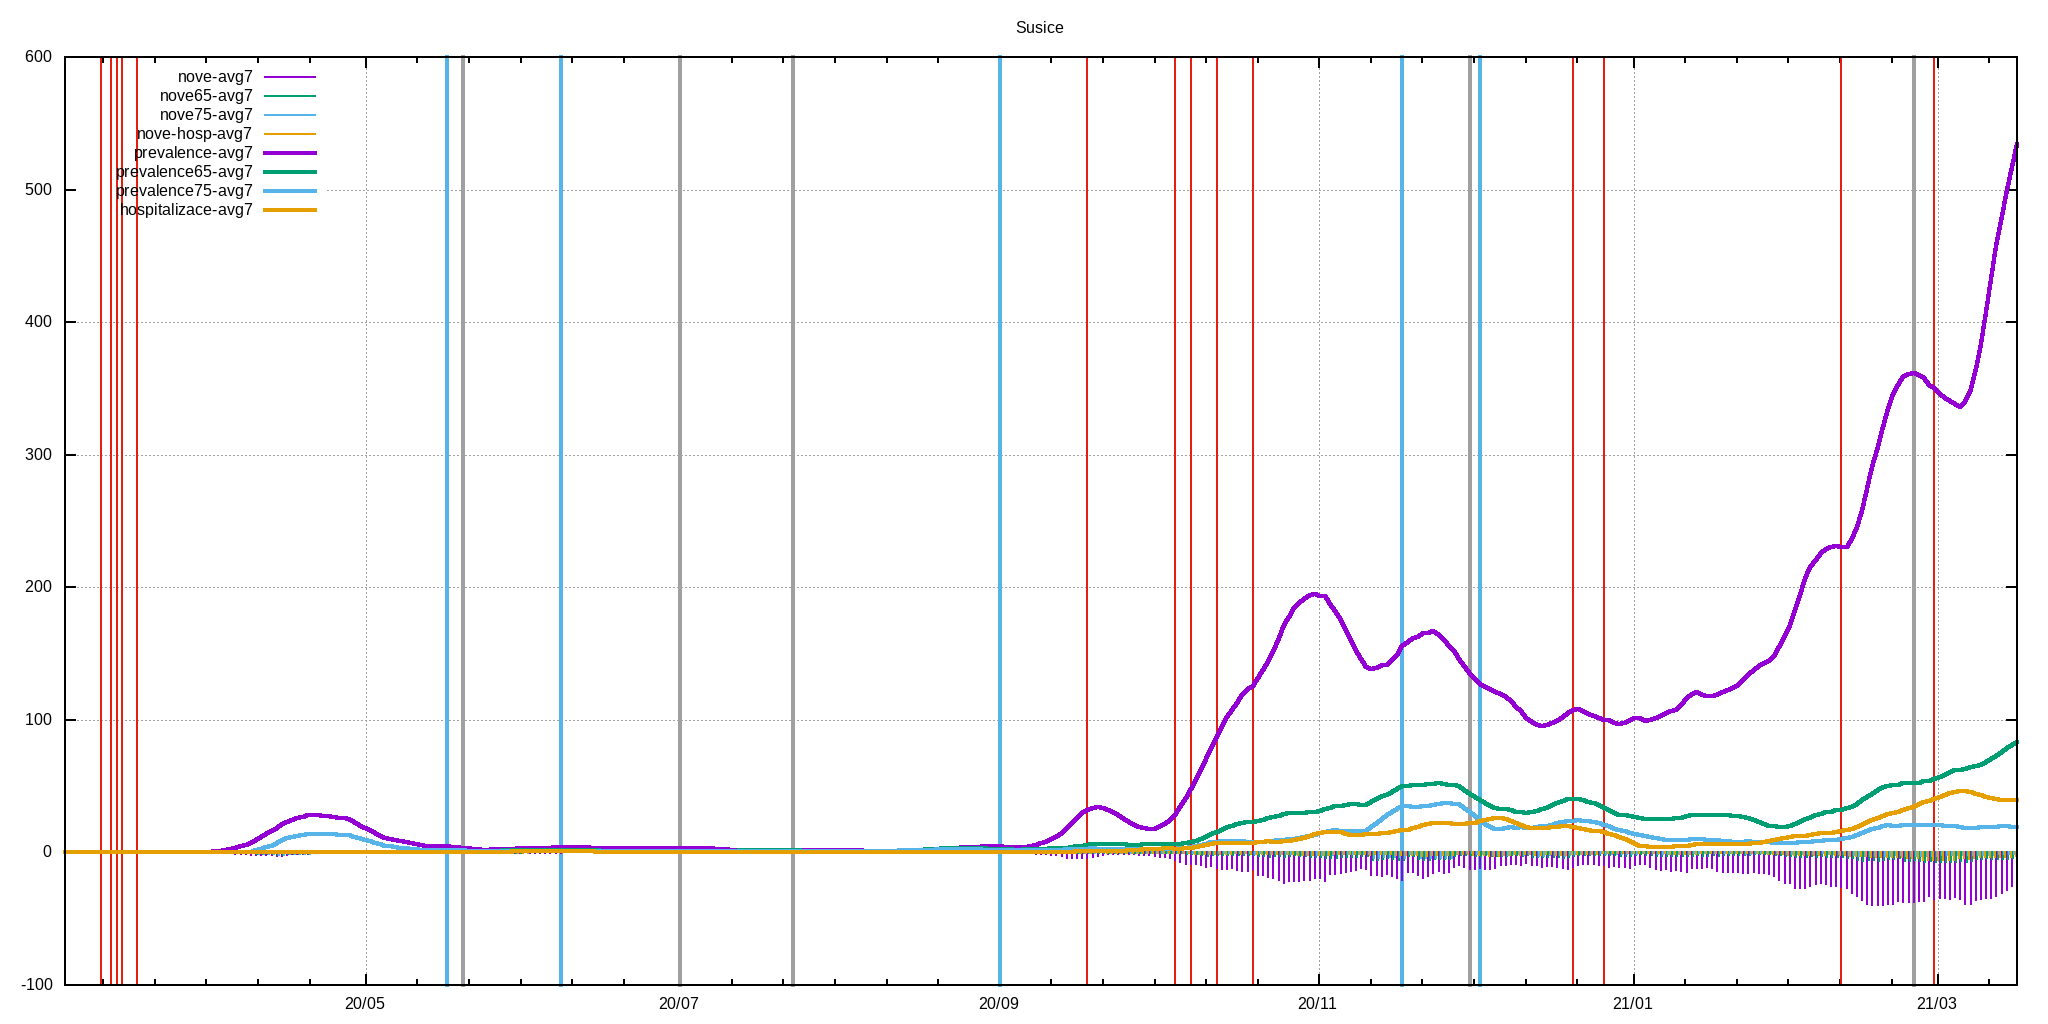 Susice
600
500
400
300
200
100
0
-100
nove-avg7
nove65-avg7
nove75-avg7
nove-hosp-avg7
prevalence-avg7
prevalence65-avg7
prevalence75-avg7
hospitalizace-avg7
20/05
20/07
20/09
20/11
21/01
21/03